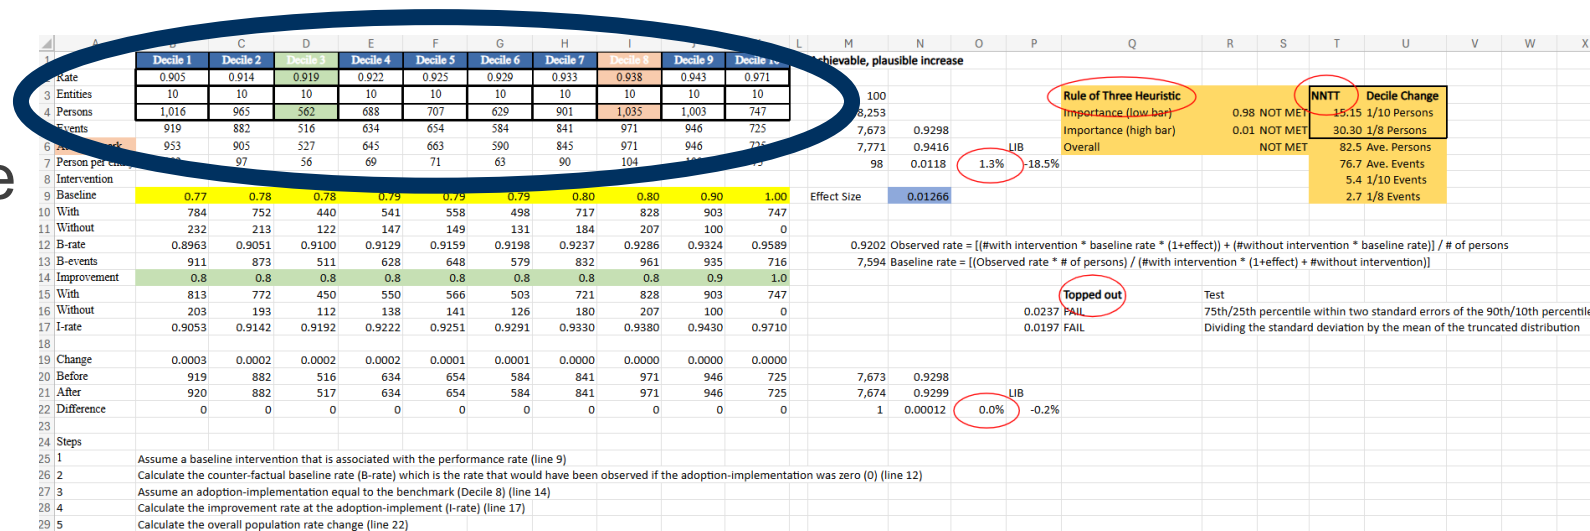 e
A B C D E F G H I J L M N O P Q R S T U V W X
1 Decile 1 Decile 2 Decile 3 Decile 4 Decile 5 Decile 6 Decile 7 Decile 8 Decile 9 Achievable, plausible increase
Rate 0.905 0.914 0.919 0.922 0.925 0.929 0.933 0.938 0.943 0.971
3 Entities 10 10 10 10 10 10 10 10 10 10 100 Rule of Three Heuristic NNTT Decile Change
4 Persons 1,016 965 562 688 707 629 901 1,035 1,003 747 8,253 Importance (low bar) 0.98 NOT MET 15.15 1/10 Persons
Events 919 882 516 634 654 584 841 971 946 725 7,673 0.9298 Importance (high bar) 0.01 NOT MET 30.30 1/8 Persons
6 953 905 527 645 663 590 845 971 946 7,771 0.9416 LIB Overall NOT MET 82.5 Ave. Persons
7 Person per 97 56 69 71 63 90 104 98 0.0118 1.3% -18.5% 76.7 Ave. Events
8 Intervention 5.4 1/10 Events
9 Baseline 0.77 0.78 0.78 0.79 0.79 0.79 0.80 0.80 0.90 1.00 Effect Size 0.01266 2.7 1/8 Events
10 With 784 752 440 541 558 498 717 828 903 747
11 Without 232 213 122 147 149 131 184 207 100 0
12 B-rate 0.8963 0.9051 0.9100 0.9129 0.9159 0.9198 0.9237 0.9286 0.9324 0.9589 0.9202 Observed rate = [(#with intervention * baseline rate * (1+effect)) + (#without intervention * baseline rate)] / # of persons
13 B-events 911 873 511 628 648 579 832 961 935 716 7,594 Baseline rate = [(Observed rate * # of persons) / (#with intervention * (1+effect) + #without intervention)]
14 Improvement 0.8 0.8 0.8 0.8 0.8 0.8 0.8 0.8 0.9 1.0
15 With 813 772 450 550 566 503 721 828 903 747 Topped out Test
16 Without 203 193 112 138 141 126 180 207 100 0 0.0237 FAIL 75th/25th percentile within two standard errors of the 90th/10th percentile
17 I-rate 0.9053 0.9142 0.9192 0.9222 0.9251 0.9291 0.9330 0.9380 0.9430 0.9710 0.0197 FAIL Dividing the standard deviation by the mean of the truncated distribution
18
19 Change 0.0003 0.0002 0.0002 0.0002 0.0001 0.0001 0.0000 0.0000 0.0000 0.0000
20 Before 919 882 516 634 654 584 841 971 946 725 7,673 0.9298
21 After 920 882 517 634 654 584 841 971 946 725 7,674 0.9299 LIB
22 Difference 0 0 0 0 0 0 0 0 0 0 1 0.00012 0.0% -0.2%
23
24 Steps
25 1 Assume a baseline intervention that is associated with the performance rate (line 9)
26 2 Calculate the counter-factual baseline rate (B-rate) which is the rate that would have been observed if the adoption-implementation was zero (0) (line 12)
27 3 Assume an adoption-implementation equal to the benchmark (Decile 8) (line 14)
28 4 Calculate the improvement rate at the adoption-implement (I-rate) (line 17)
29 5 Calculate the overall population rate change (line 22)